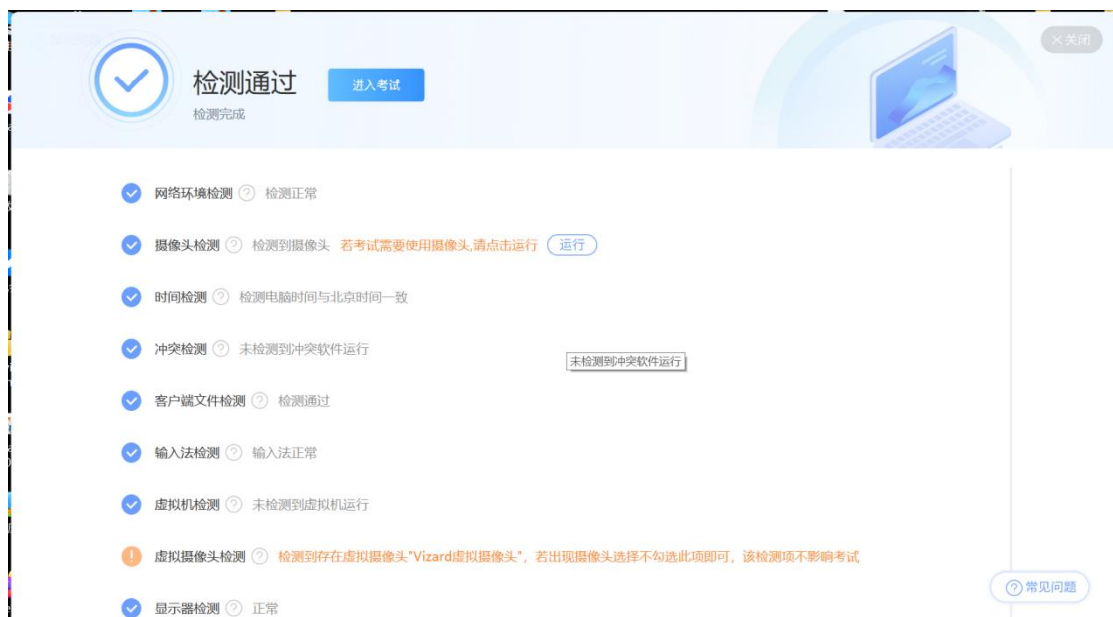 ×关闭
检测通过 进入考试
检测完成
网络环境检测 ? 检测正常
摄像头检测 ? 检测到摄像头 若考试需要使用摄像头,请点击运行 运行
时间检测 ? 检测电脑时间与北京时间一致
冲突检测 ? 未检测到冲突软件运行
未检测到冲突软件运行
客户端文件检测 ? 检测通过
输入法检测 ? 输入法正常
虚拟机检测 ? 未检测到虚拟机运行
虚拟摄像头检测 ? 检测到存在虚拟摄像头"Vizard虚拟摄像头"，若出现摄像头选择不勾选此项即可，该检测项不影响考试
? 常见问题
显示器检测 ? 正常